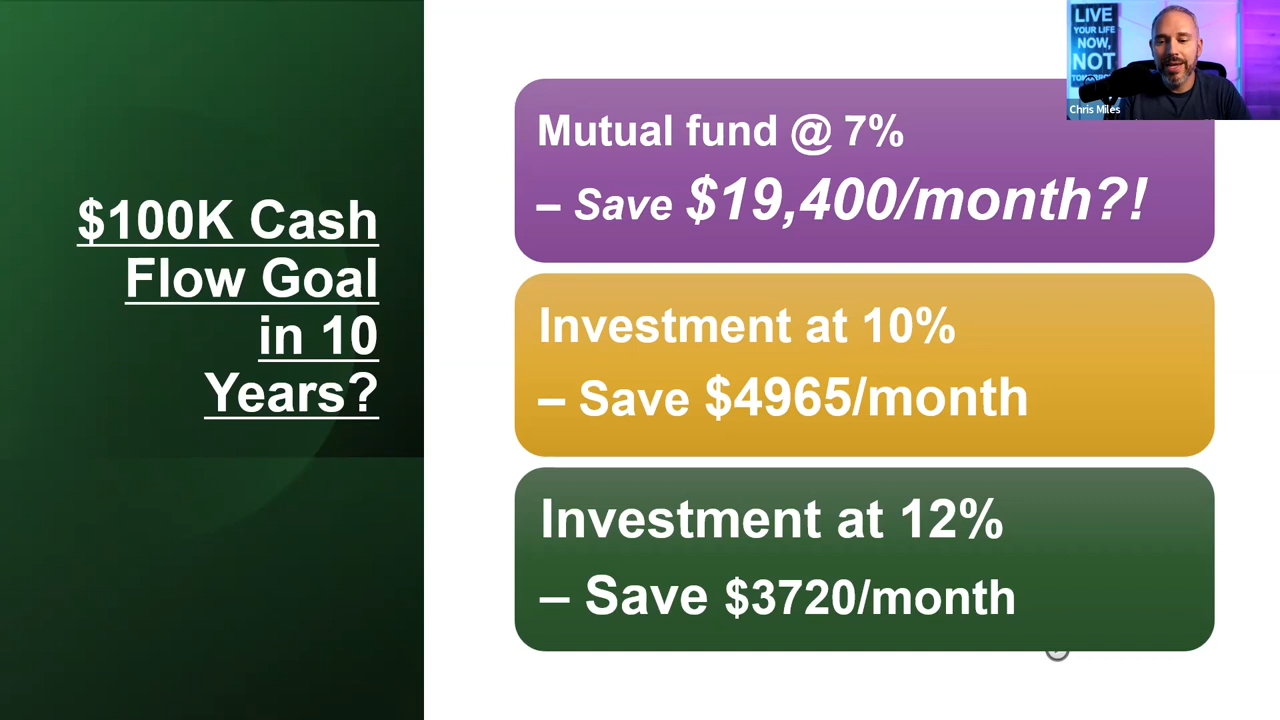 $100K Cash
Flow Goal
in 10
Years?
Mutual fund @ 7%
– Save $19,400/month?!
Investment at 10%
– Save $4965/month
Investment at 12%
– Save $3720/month
LIVE
YOUR LIFE
NOW,
NOT
Chris Miles